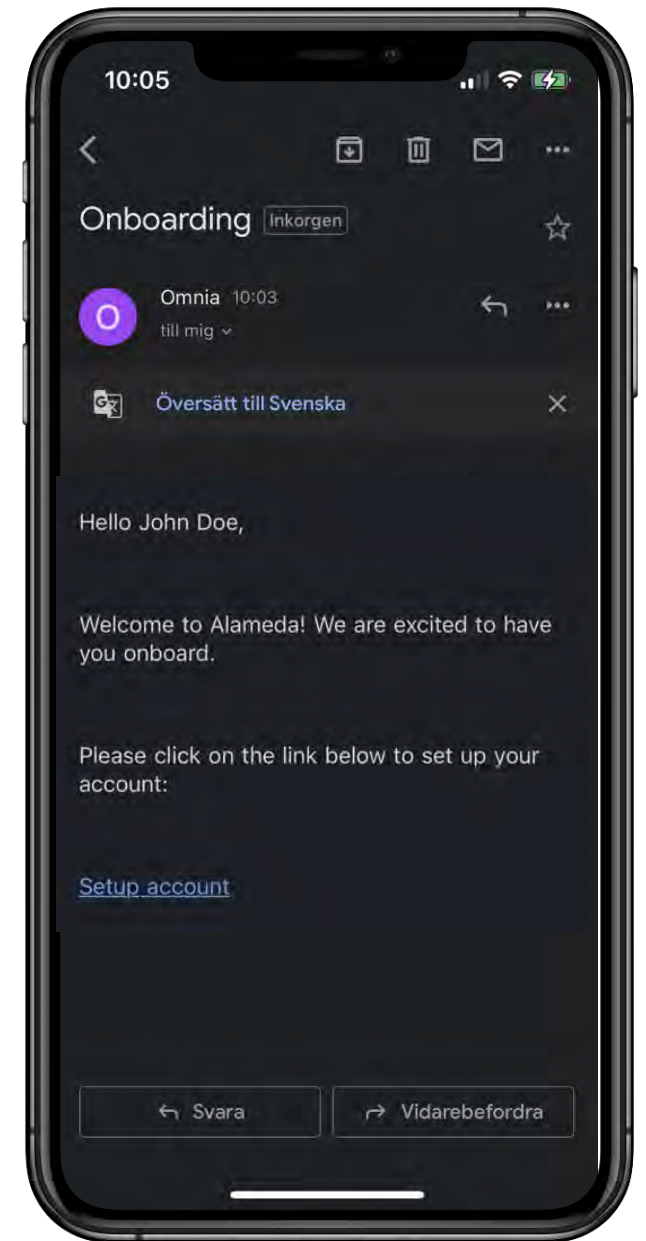 10:05
Onboarding Inkorgen
O
Omnia 10:03
till mig
Översätt till Svenska
Hello John Doe,
Welcome to Alameda! We are excited to have
you onboard.
Please click on the link below to set up your
account:
Setup account
Svara
Vidarebefordra